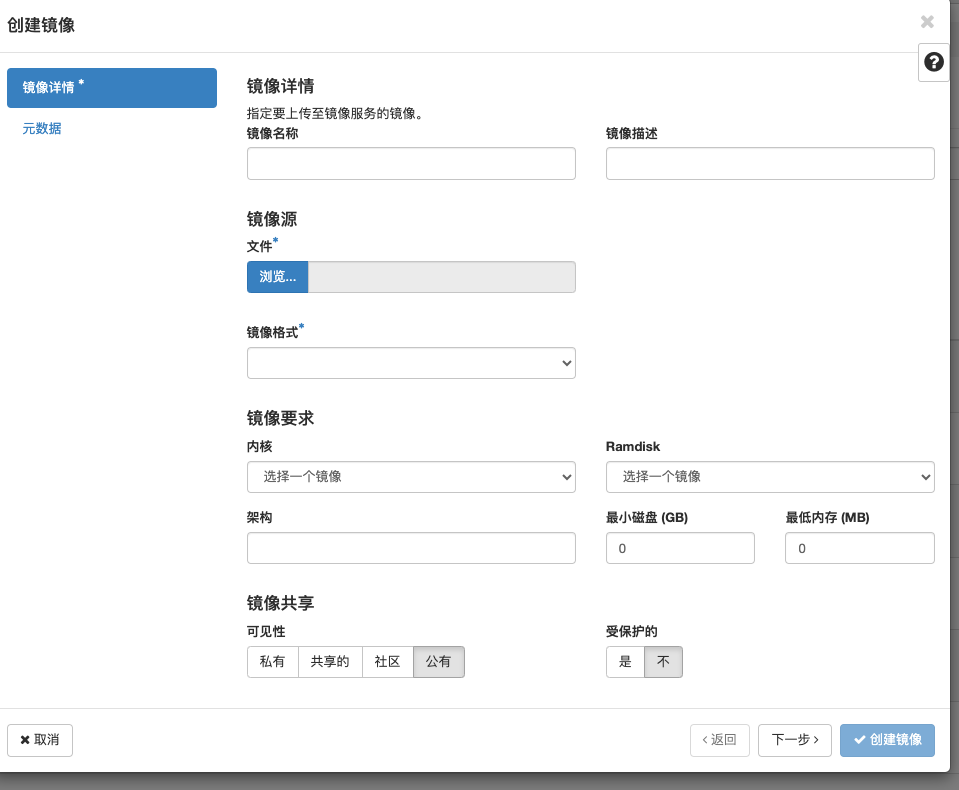 创建镜像
镜像详情 *
元数据
镜像详情
指定要上传至镜像服务的镜像。
镜像名称
镜像描述
镜像源
文件*
浏览...
镜像格式*
镜像要求
内核
Ramdisk
选择一个镜像
选择一个镜像
架构
最小磁盘 (GB)
最低内存 (MB)
0
0
镜像共享
可见性
受保护的
私有 共享的 社区 公有
是 不
取消
返回
下一步
创建镜像